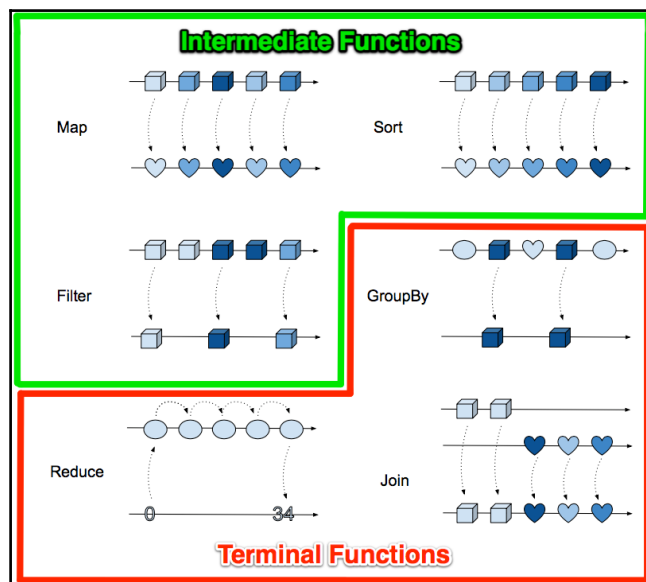 Intermediate Functions
Map
Sort
Filter
GroupBy
Reduce
Join
0
34
Terminal Functions